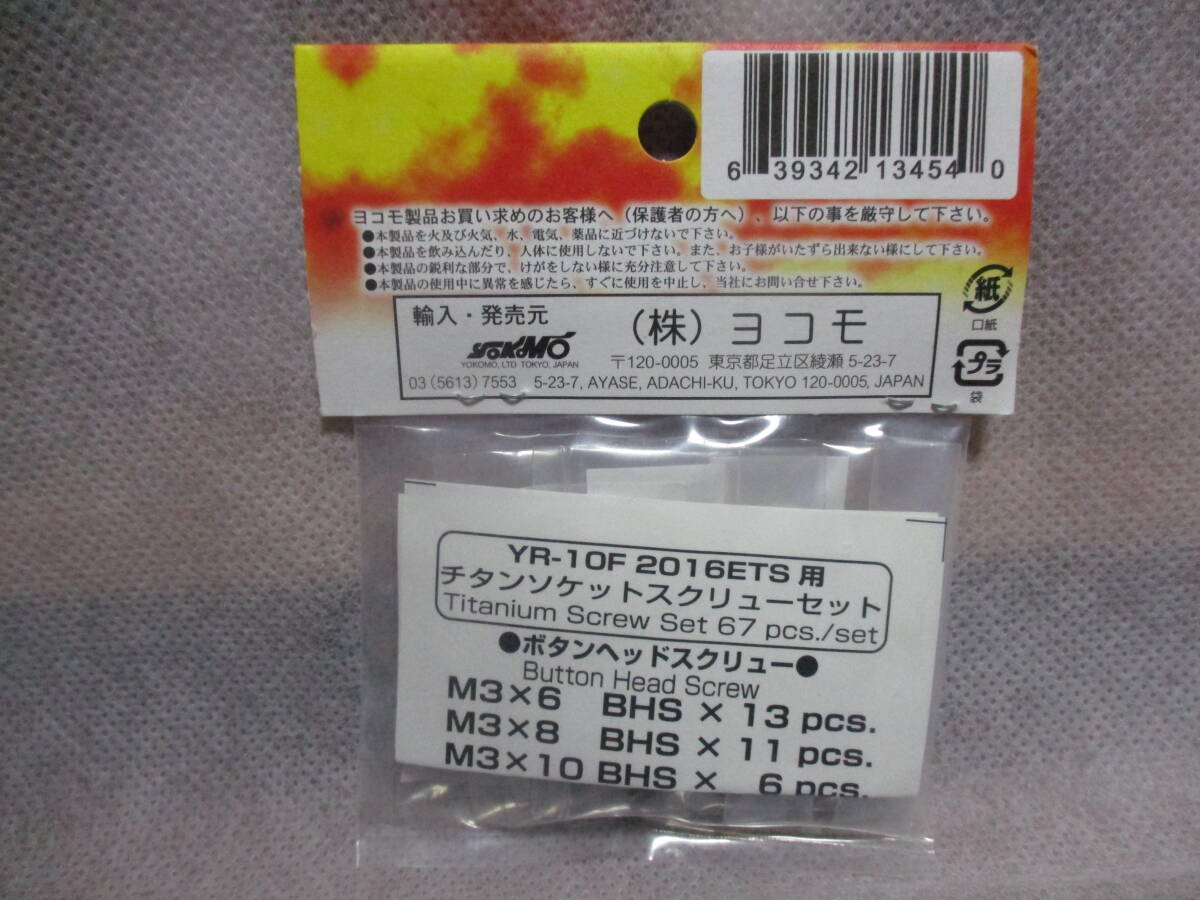 6 39342 13454 0
ヨコモ製品お買い求めのお客様へ（保護者の方へ）、以下の事を厳守して下さい。
●本製品を火及び火気、水、電気、薬品に近づけないで下さい。
●本製品を飲み込んだり、人体に使用しないで下さい。また、お子様がいたずら出来ない様にして下さい。
●本製品の鋭利な部分で、けがをしない様に充分注意して下さい。
●本製品の使用中に異常を感じたら、すぐに使用を中止し、当社にお問い合せ下さい。
紙
口紙
プラ
袋
輸入・発売元
（株）ヨコモ
YOKOMO
YOKOMO, LTD TOKYO, JAPAN
〒120-0005 東京都足立区綾瀬 5-23-7
03 (5613) 7553 5-23-7, AYASE, ADACHI-KU, TOKYO 120-0005, JAPAN
YR-10F 2016ETS 用
チタンソケットスクリューセット
Titanium Screw Set 67 pcs./set
●ボタンヘッドスクリュー●
Button Head Screw
M3×6 BHS × 13 pcs.
M3×8 BHS × 11 pcs.
M3×10 BHS × 6 pcs.